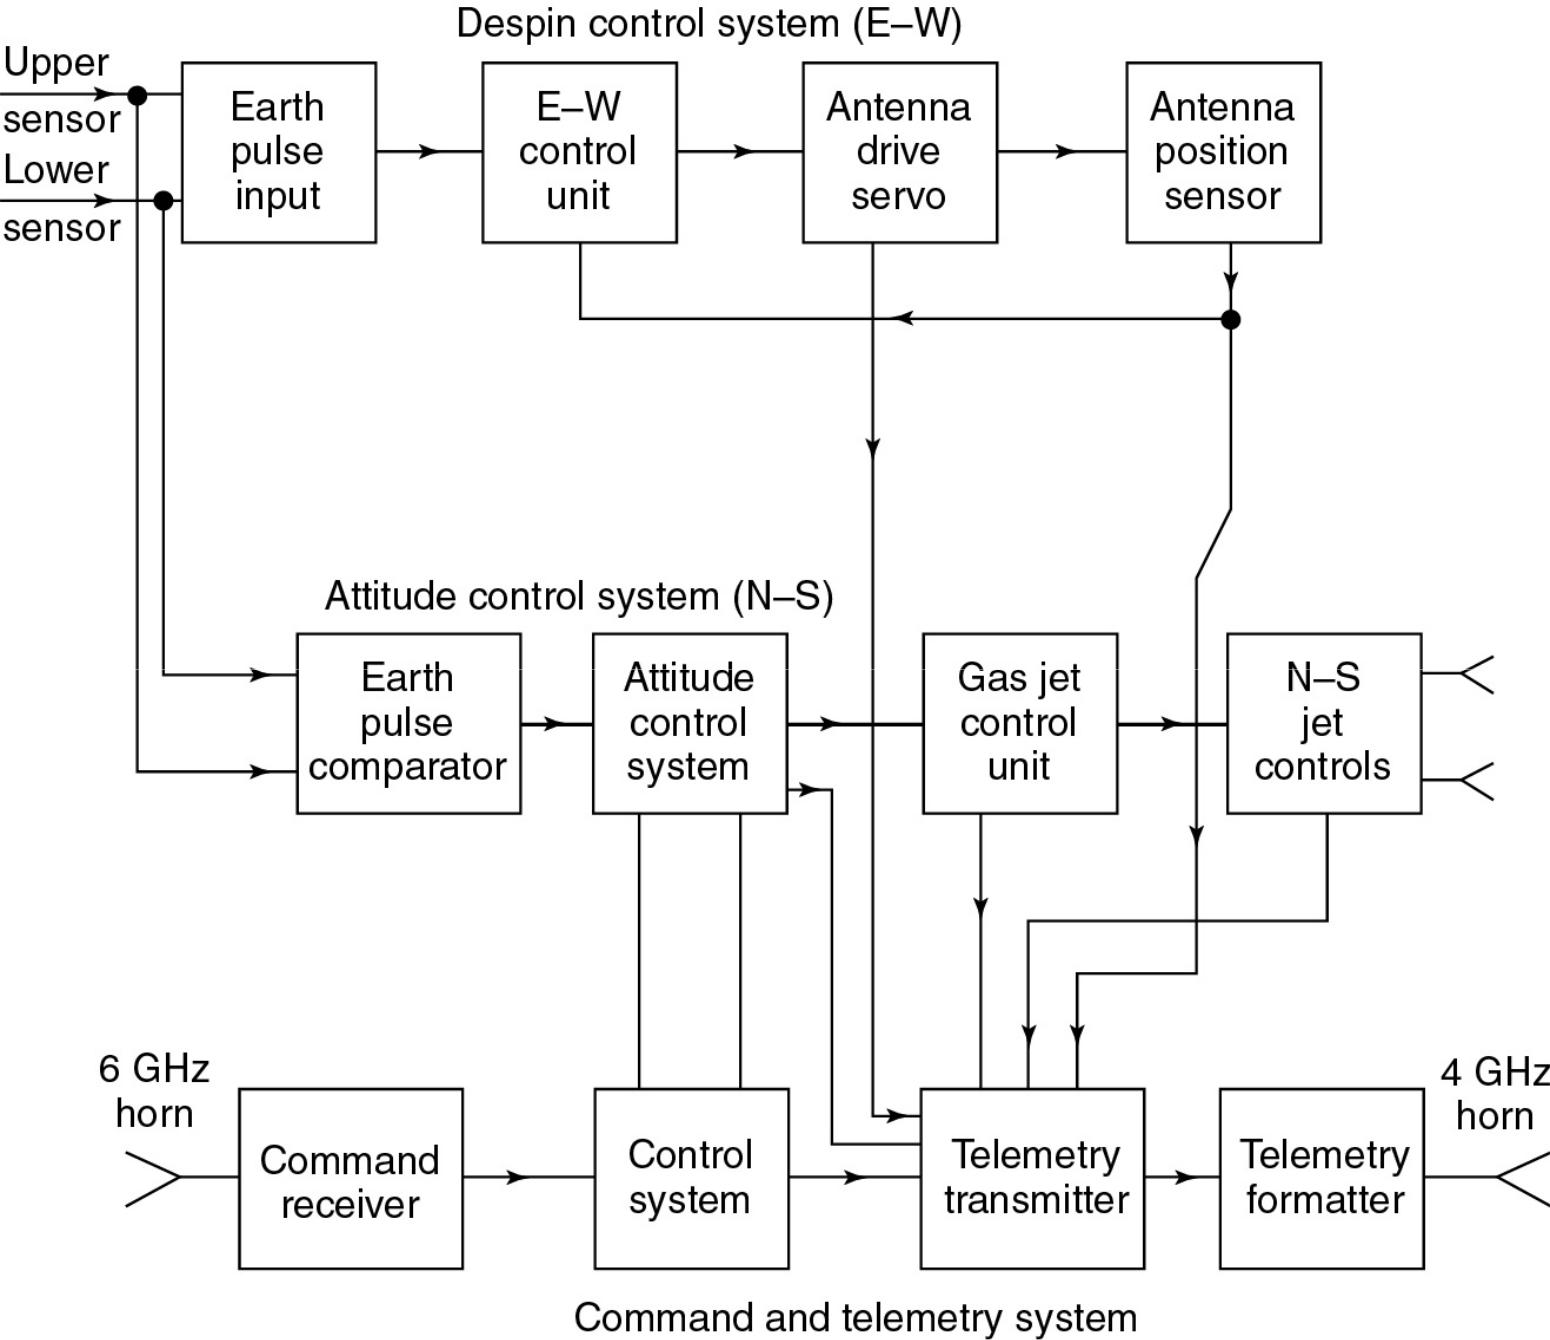 Despin control system (E–W)
Upper
sensor
Lower
sensor
Earth
pulse
input
E–W
control
unit
Antenna
drive
servo
Antenna
position
sensor
Attitude control system (N–S)
Earth
pulse
comparator
Attitude
control
system
Gas jet
control
unit
N–S
jet
controls
6 GHz
horn
Command
receiver
Control
system
Telemetry
transmitter
Telemetry
formatter
4 GHz
horn
Command and telemetry system